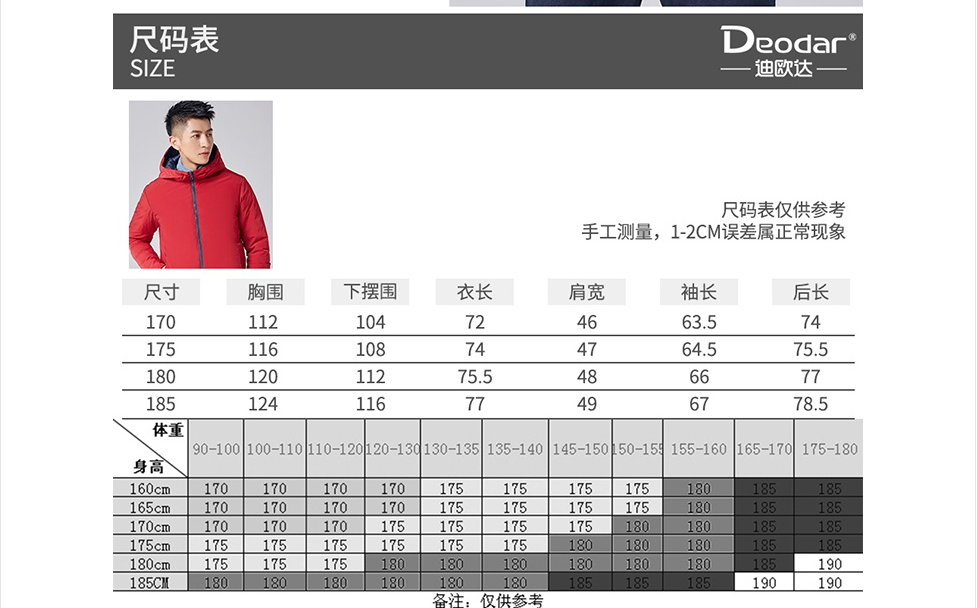 尺码表
SIZE
Deodar®
迪欧达
尺码表仅供参考
手工测量，1-2CM误差属正常现象
尺寸 胸围 下摆围 衣长 肩宽 袖长 后长
170 112 104 72 46 63.5 74
175 116 108 74 47 64.5 75.5
180 120 112 75.5 48 66 77
185 124 116 77 49 67 78.5
体重
身高
90-100 100-110 110-120 120-130 130-135 135-140 145-150 150-155 155-160 165-170 175-180
160cm 170 170 170 170 175 175 175 175 180 185 185
165cm 170 170 170 170 175 175 175 175 180 185 185
170cm 170 170 170 175 175 175 175 180 180 185 185
175cm 175 175 175 175 175 175 180 180 180 185 185
180cm 175 175 175 180 180 180 180 180 180 185 190
185CM 180 180 180 180 180 180 185 185 185 190 190
备注：仅供参考